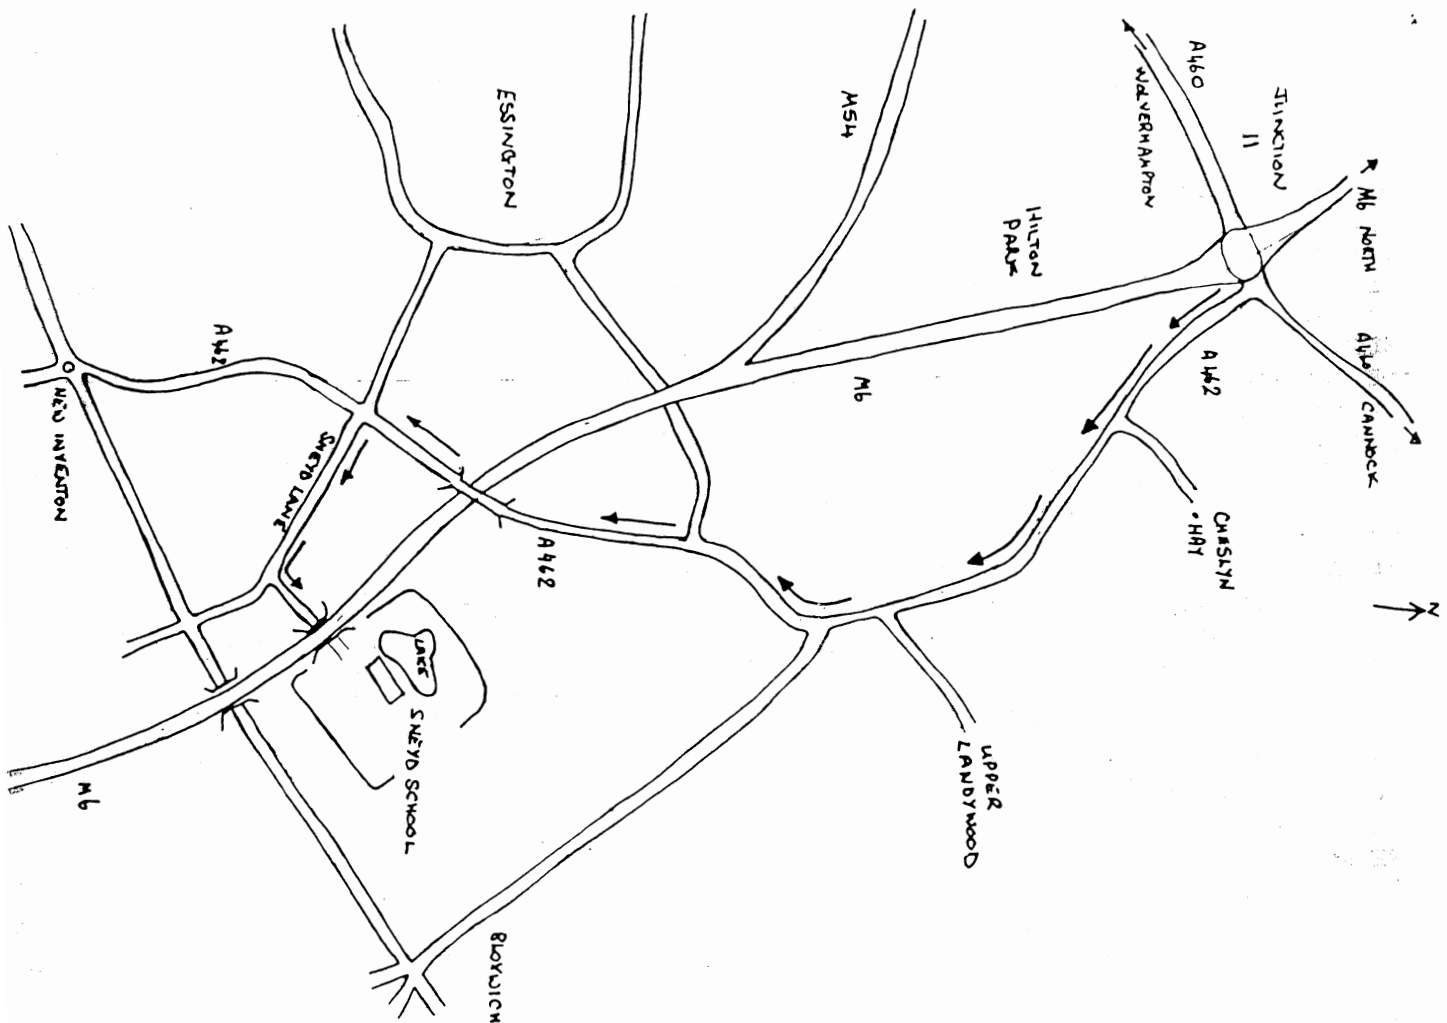 A460
WOLVERHAMPTON
JUNCTION
11
M6 NORTH
A460
CANNOCK
HILTON
PARK
M54
ESSINGTON
A462
M6
CHESLYN
HAY
A462
A462
SNEYD LANE
NEW INVENTON
UPPER
LANDYWOOD
LAKE
SNEYD SCHOOL
M6
BLOXWICH
N